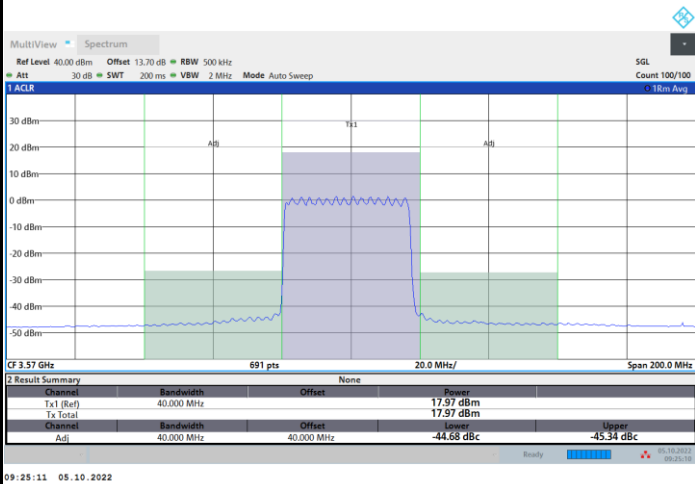 MultiView Spectrum
Ref Level 40.00 dBm Offset 13.70 dB RBW 500 kHz SGL
Att 30 dB SWT 200 ms VBW 2 MHz Mode Auto Sweep Count 100/100
1 ACLR 1Rm Avg
Tx1
Adj Adj
30 dBm
20 dBm
10 dBm
0 dBm
-10 dBm
-20 dBm
-30 dBm
-40 dBm
-50 dBm
CF 3.57 GHz 691 pts 20.0 MHz/ Span 200.0 MHz
2 Result Summary None
Channel Bandwidth Offset Power
Tx1 (Ref) 40.000 MHz 17.97 dBm
Tx Total 17.97 dBm
Channel Bandwidth Offset Lower Upper
Adj 40.000 MHz 40.000 MHz -44.68 dBc -45.34 dBc
Ready 05.10.2022
09:25:10
09:25:11 05.10.2022